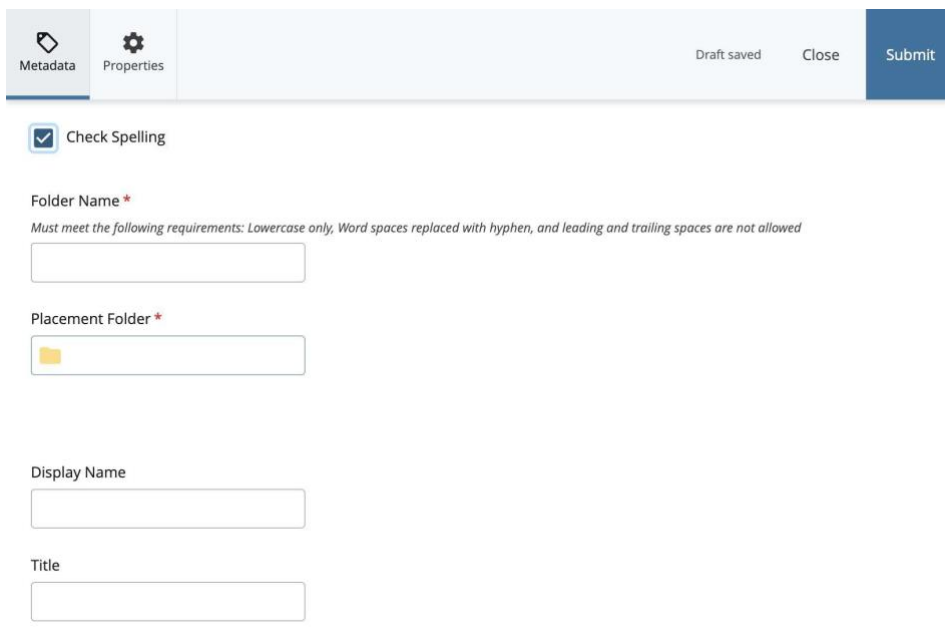 Metadata
Properties
Draft saved
Close
Submit
Check Spelling
Folder Name *
Must meet the following requirements: Lowercase only, Word spaces replaced with hyphen, and leading and trailing spaces are not allowed
Placement Folder *
Display Name
Title